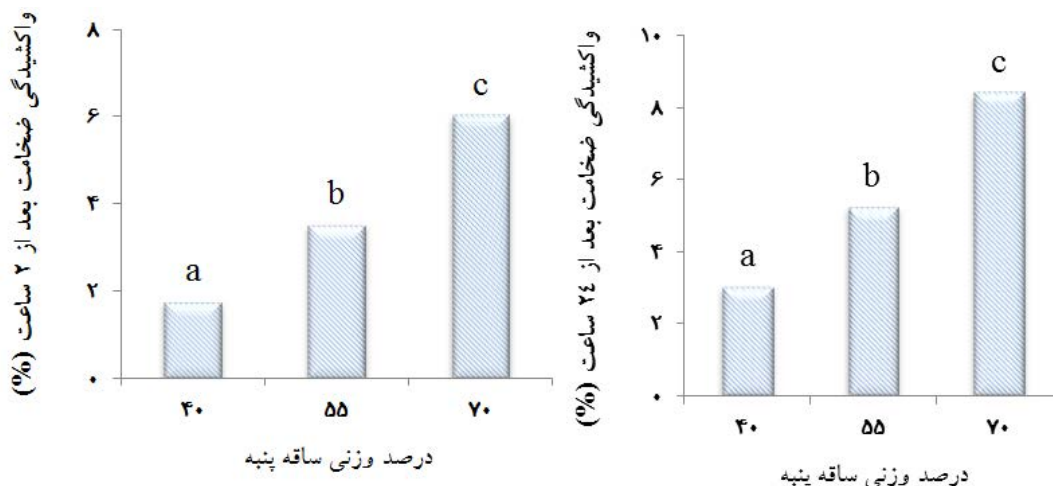 واکشیدگی ضخامت بعد از ۲ ساعت (%)
۸
۶
۴
۲
۰
a
b
c
۴۰ ۵۵ ۷۰
درصد وزنی ساقه پنبه
واکشیدگی ضخامت بعد از ۲٤ ساعت (%)
۱۰
۸
۶
۴
۲
۰
a
b
c
۴۰ ۵۵ ۷۰
درصد وزنی ساقه پنبه